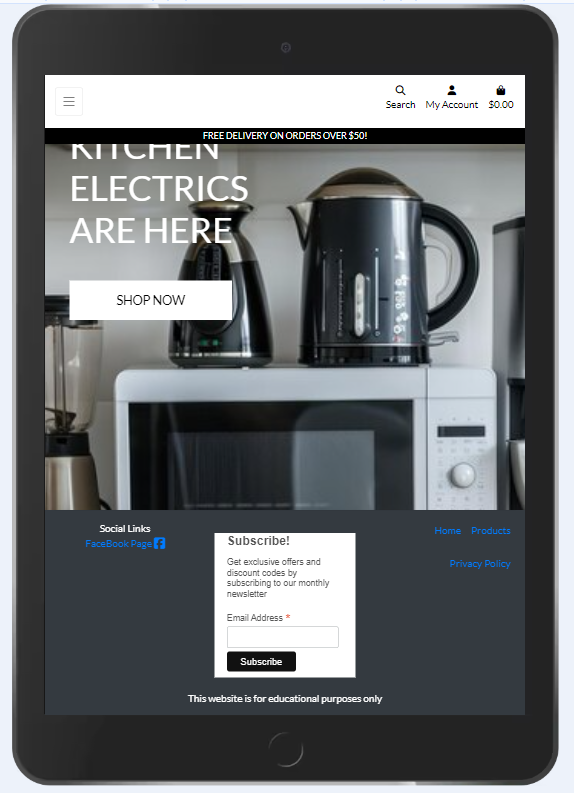 Search My Account $0.00
FREE DELIVERY ON ORDERS OVER $50!
KITCHEN
ELECTRICS
ARE HERE
SHOP NOW
Social Links
FaceBook Page
Subscribe!
Get exclusive offers and
discount codes by
subscribing to our monthly
newsletter
Email Address *
Subscribe
Home Products
Privacy Policy
This website is for educational purposes only